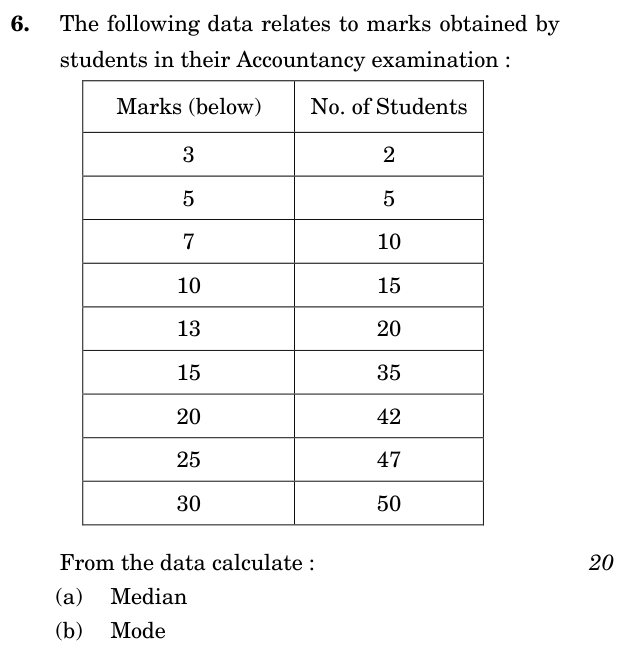 6. The following data relates to marks obtained by
students in their Accountancy examination :
Marks (below) No. of Students
3 2
5 5
7 10
10 15
13 20
15 35
20 42
25 47
30 50
From the data calculate : 20
(a) Median
(b) Mode